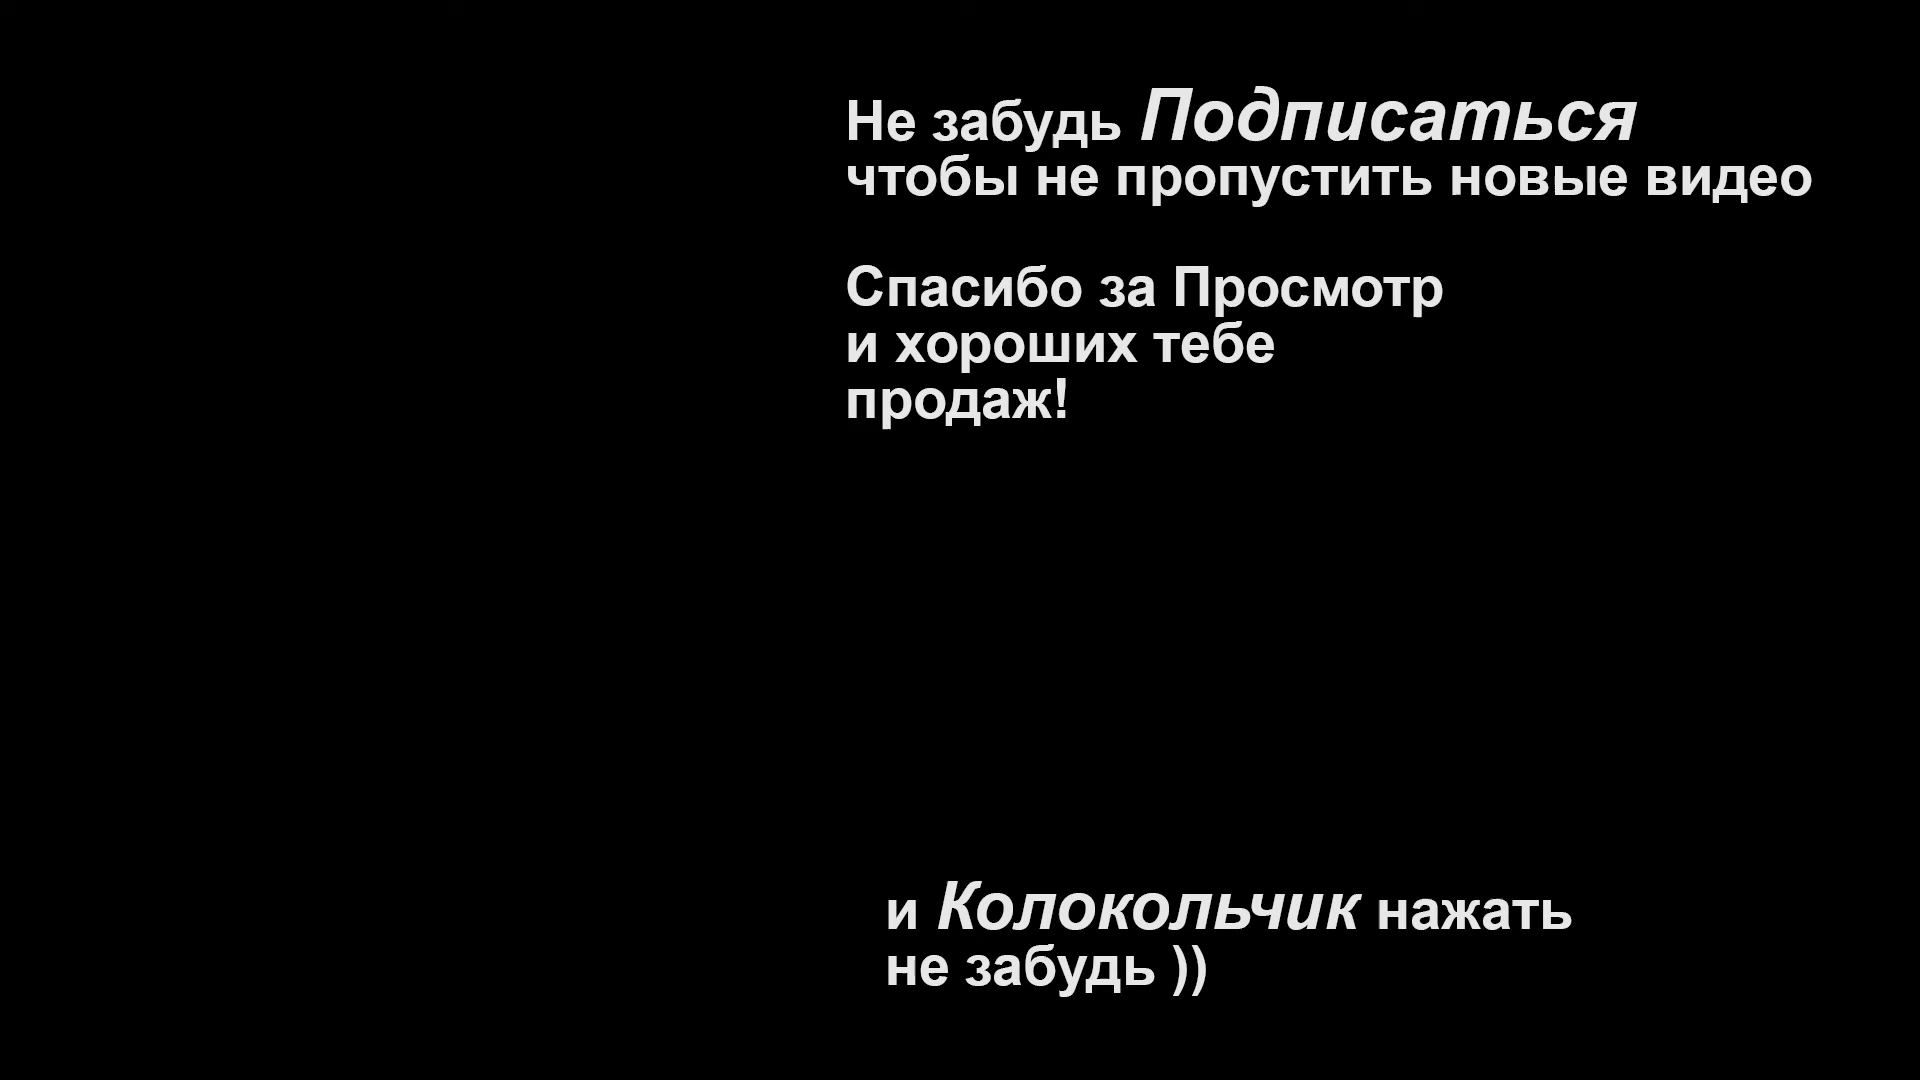 Не забудь Подписаться
чтобы не пропустить новые видео
Спасибо за Просмотр
и хороших тебе
продаж!
и Колокольчик нажать
не забудь ))